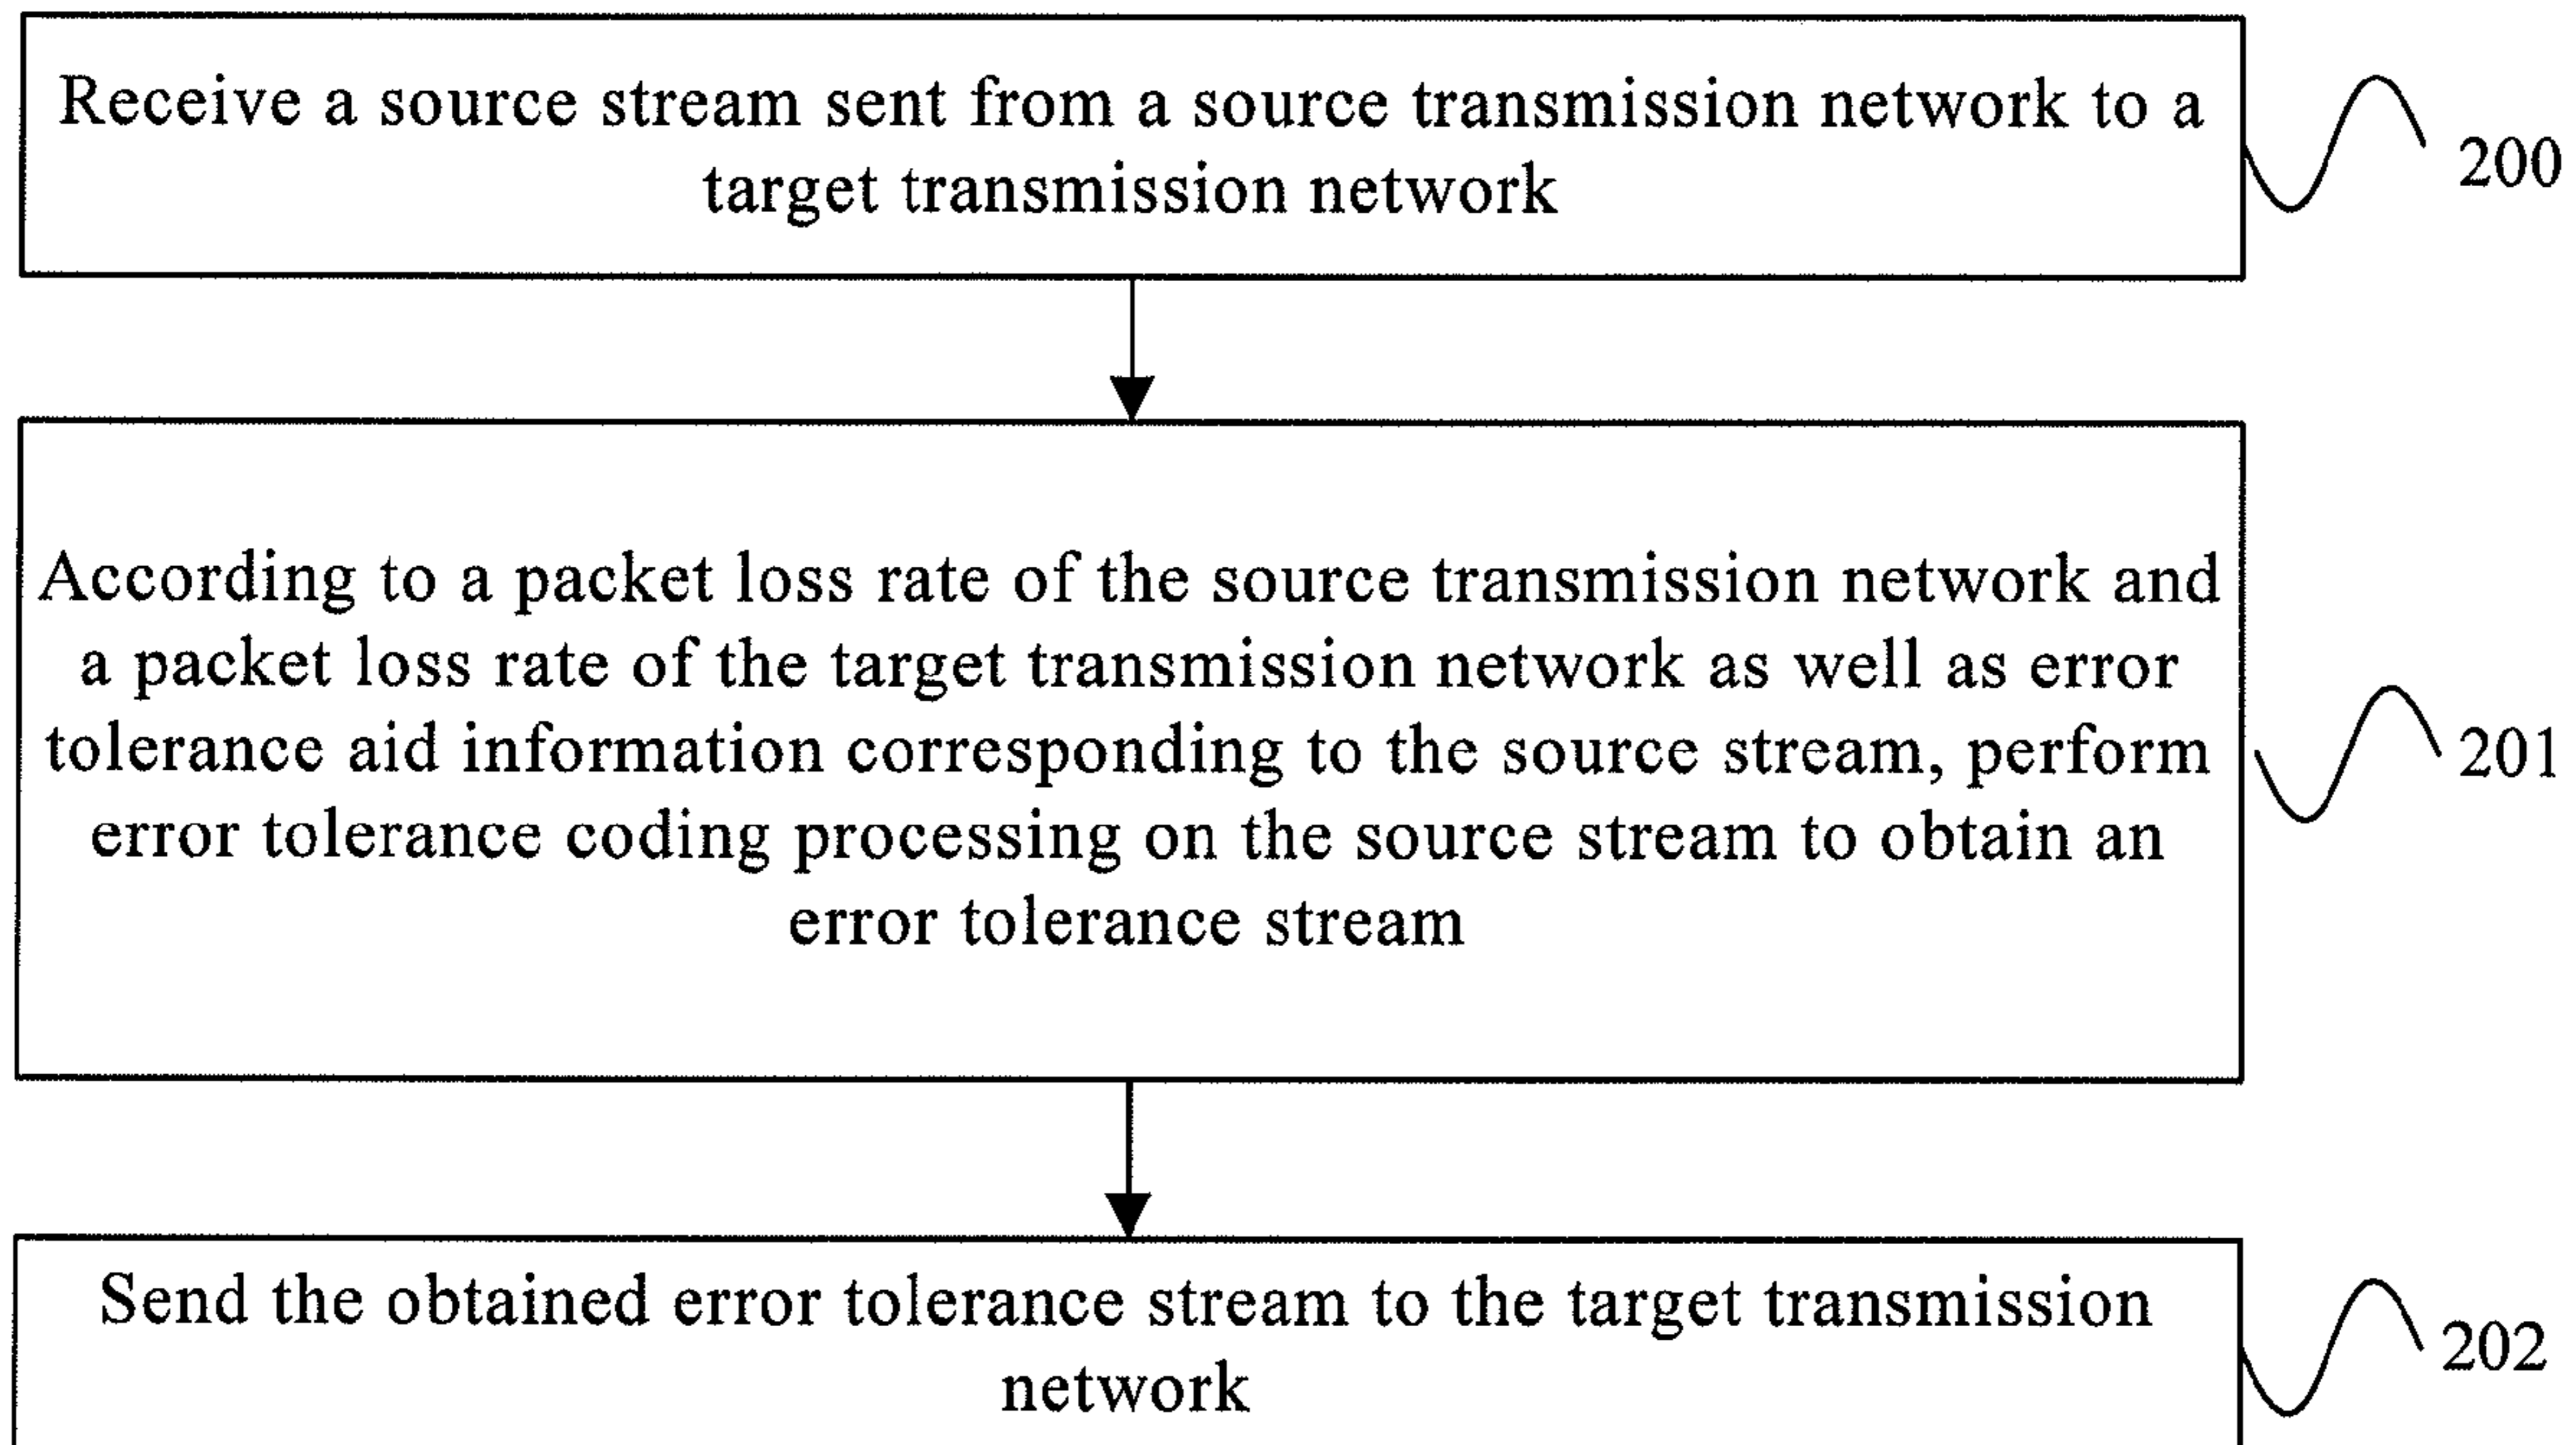 Receive a source stream sent from a source transmission network to a
target transmission network
200
According to a packet loss rate of the source transmission network and
a packet loss rate of the target transmission network as well as error
tolerance aid information corresponding to the source stream, perform
error tolerance coding processing on the source stream to obtain an
error tolerance stream
201
Send the obtained error tolerance stream to the target transmission
network
202